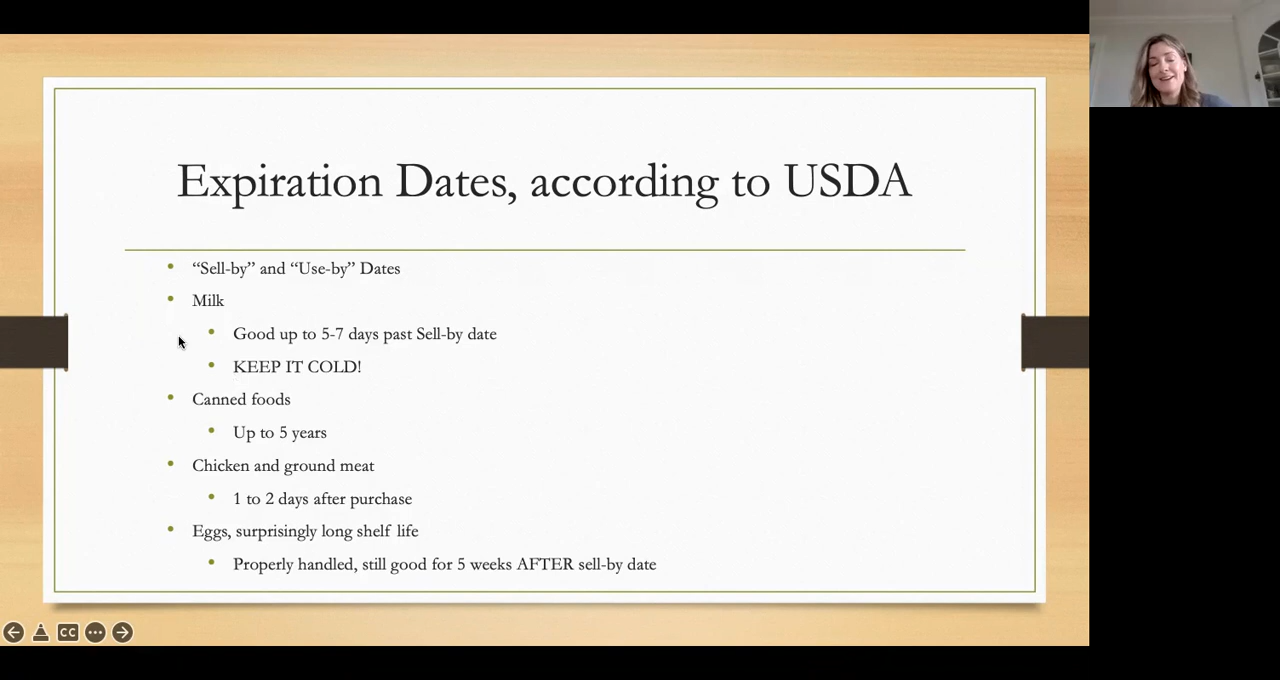 Expiration Dates, according to USDA
“Sell-by” and “Use-by” Dates
Milk
Good up to 5-7 days past Sell-by date
KEEP IT COLD!
Canned foods
Up to 5 years
Chicken and ground meat
1 to 2 days after purchase
Eggs, surprisingly long shelf life
Properly handled, still good for 5 weeks AFTER sell-by date
CC